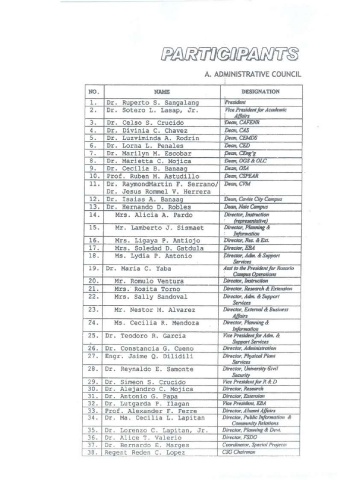 PARTICIPANTS
A. ADMINISTRATIVE COUNCIL
NO. NAME DESIGNATION
1. Dr. Ruperto S. Sangalang President
2. Dr. Sotero L. Lasap, Jr. Vice President for Academic
Affairs
3. Dr. Celso S. Crucido Dean, CAFENR
4. Dr. Divinia C. Chavez Dean, CAS
5. Dr. Luzviminda A. Rodrin Dean, CEMDS
6. Dr. Lorna L. Penales Dean, CED
7. Dr. Marilyn M. Escobar Dean, CEng'g
8. Dr. Marietta C. Mojica Dean, OGS & OLC
9. Dr. Cecilia B. Banaag Dean, OSA
10. Prof. Ruben M. Astudillo Dean, CSPEAR
11. Dr. RaymondMartin F. Serrano/ Dean, CVM
Dr. Jesus Rommel V. Herrera
12. Dr. Isaias A. Banaag Dean, Cavite City Campus
13. Dr. Hernando D. Robles Dean, Naic Campus
14. Mrs. Alicia A. Pardo Director, Instruction
(representative)
15. Mr. Lamberto J. Sismaet Director, Planning &
Information
16. Mrs. Ligaya P. Antiojo Director, Res. & Ext.
17. Mrs. Soledad D. Gatdula Director, EBA
18. Ms. Lydia P. Antonio Director, Adm. & Support
Services
19. Dr. Maria C. Yaba Asst to the President for Rosario
Campus Operations
20. Mr. Romulo Ventura Director, Instruction
21. Mrs. Rosita Torno Director, Research & Extension
22. Mrs. Sally Sandoval Director, Adm. & Support
Services
23. Mr. Nestor M. Alvarez Director, External & Business
Affairs
24. Ms. Cecilia R. Mendoza Director, Planning &
Information
25. Dr. Teodoro R. Garcia Vice President for Adm. &
Support Services
26. Dr. Constancia G. Cueno Director, Administration
27. Engr. Jaime Q. Dilidili Director, Physical Plant
Services
28. Dr. Reynaldo E. Samonte Director, University Civil
Security
29. Dr. Simeon S. Crucido Vice President for R & D
30. Dr. Alejandro C. Mojica Director, Research
31. Dr. Antonio G. Papa Director, Extension
32. Dr. Lutgarda P. Tiagan Vice President, EBA
33. Prof. Alexander F. Ferre Director, Alumni Affairs
34. Dr. Ma. Cecilia L. Lapitan Director, Public Information &
Community Relations
35. Dr. Lorenzo C. Lapitan, Jr. Director, Planning & Devt.
36. Dr. Alice T. Valerio Director, FSDO
37. Dr. Bernardo E. Marges Coordinator, Special Projects
38. Regent Reden C. Lopez CSG Chairman